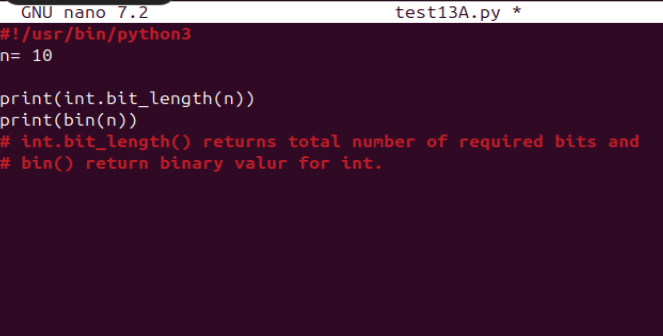 GNU nano 7.2 test13A.py *
#!/usr/bin/python3
n= 10
print(int.bit_length(n))
print(bin(n))
# int.bit_length() returns total number of required bits and
# bin() return binary valur for int.